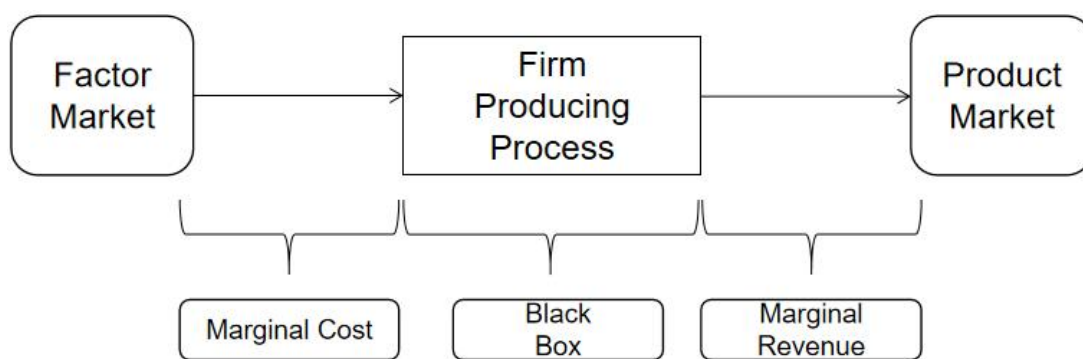 Factor
Market
Firm
Producing
Process
Product
Market
Marginal Cost
Black
Box
Marginal
Revenue